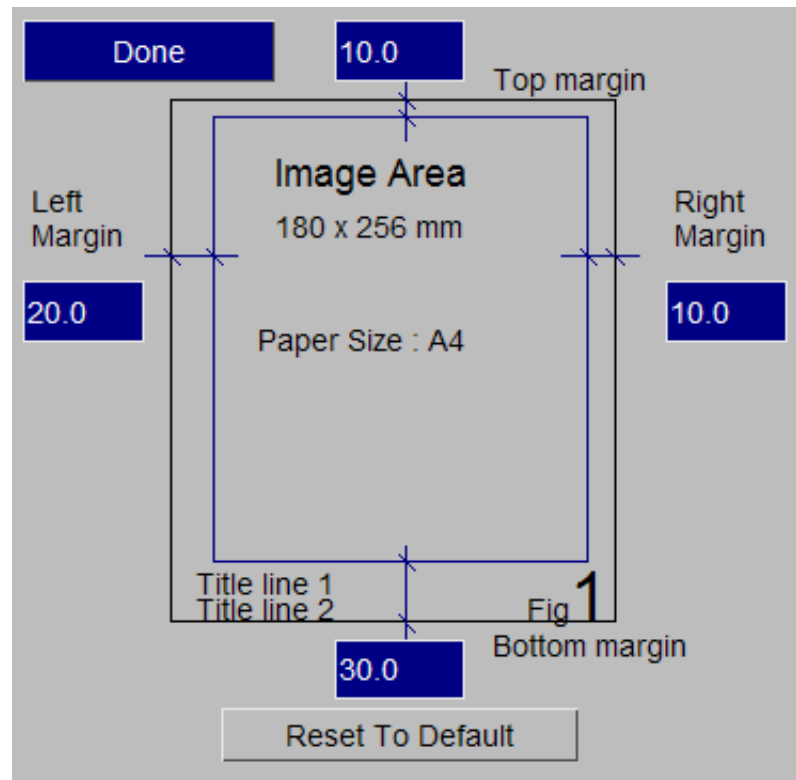 Done
10.0
Top margin
Image Area
180 x 256 mm
Left
Margin
Right
Margin
20.0
10.0
Paper Size : A4
Title line 1
Title line 2
Fig 1
Bottom margin
30.0
Reset To Default